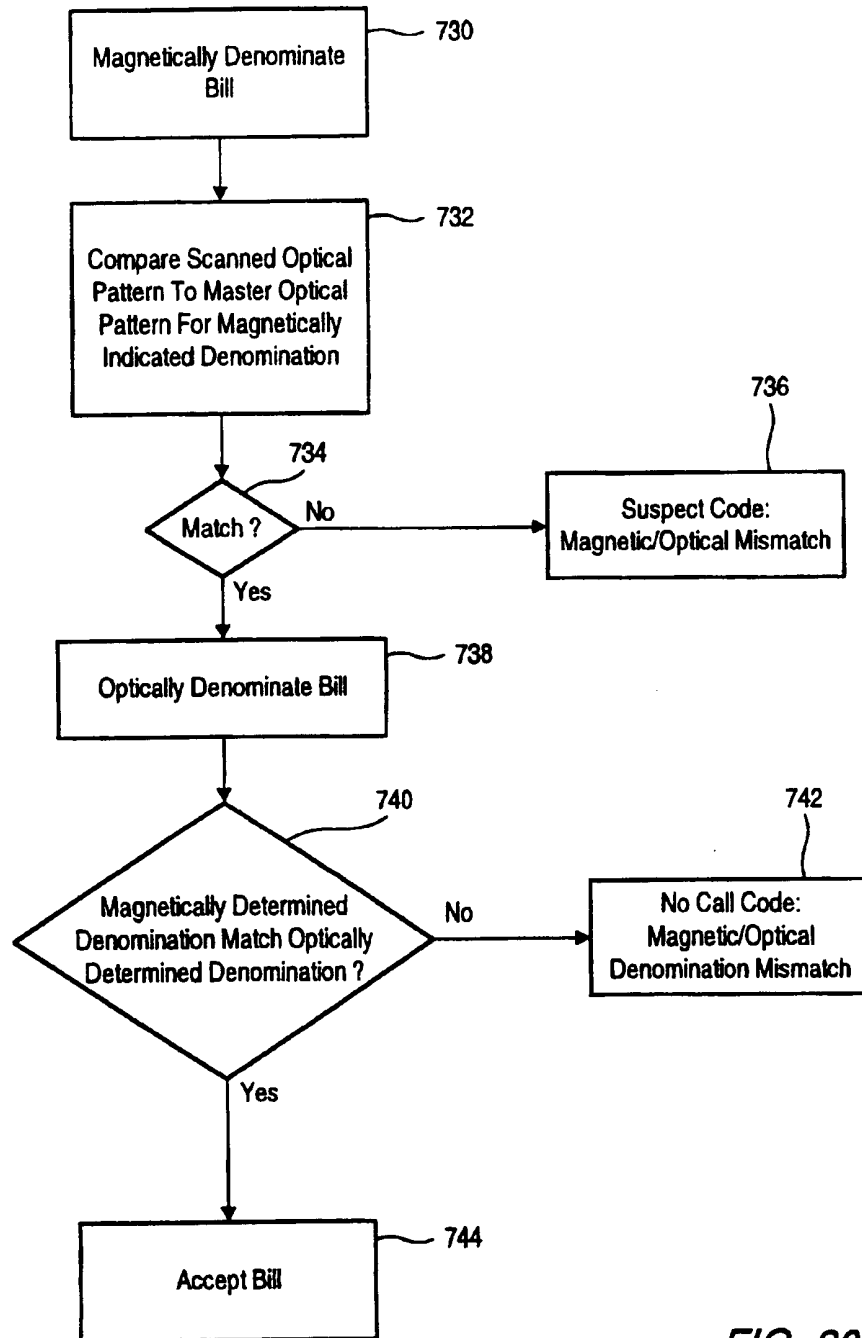 730
Magnetically Denominate
Bill
732
Compare Scanned Optical
Pattern To Master Optical
Pattern For Magnetically
Indicated Denomination
734
Match ?
No
736
Suspect Code:
Magnetic/Optical Mismatch
Yes
738
Optically Denominate Bill
740
Magnetically Determined
Denomination Match Optically
Determined Denomination ?
No
742
No Call Code:
Magnetic/Optical
Denomination Mismatch
Yes
744
Accept Bill